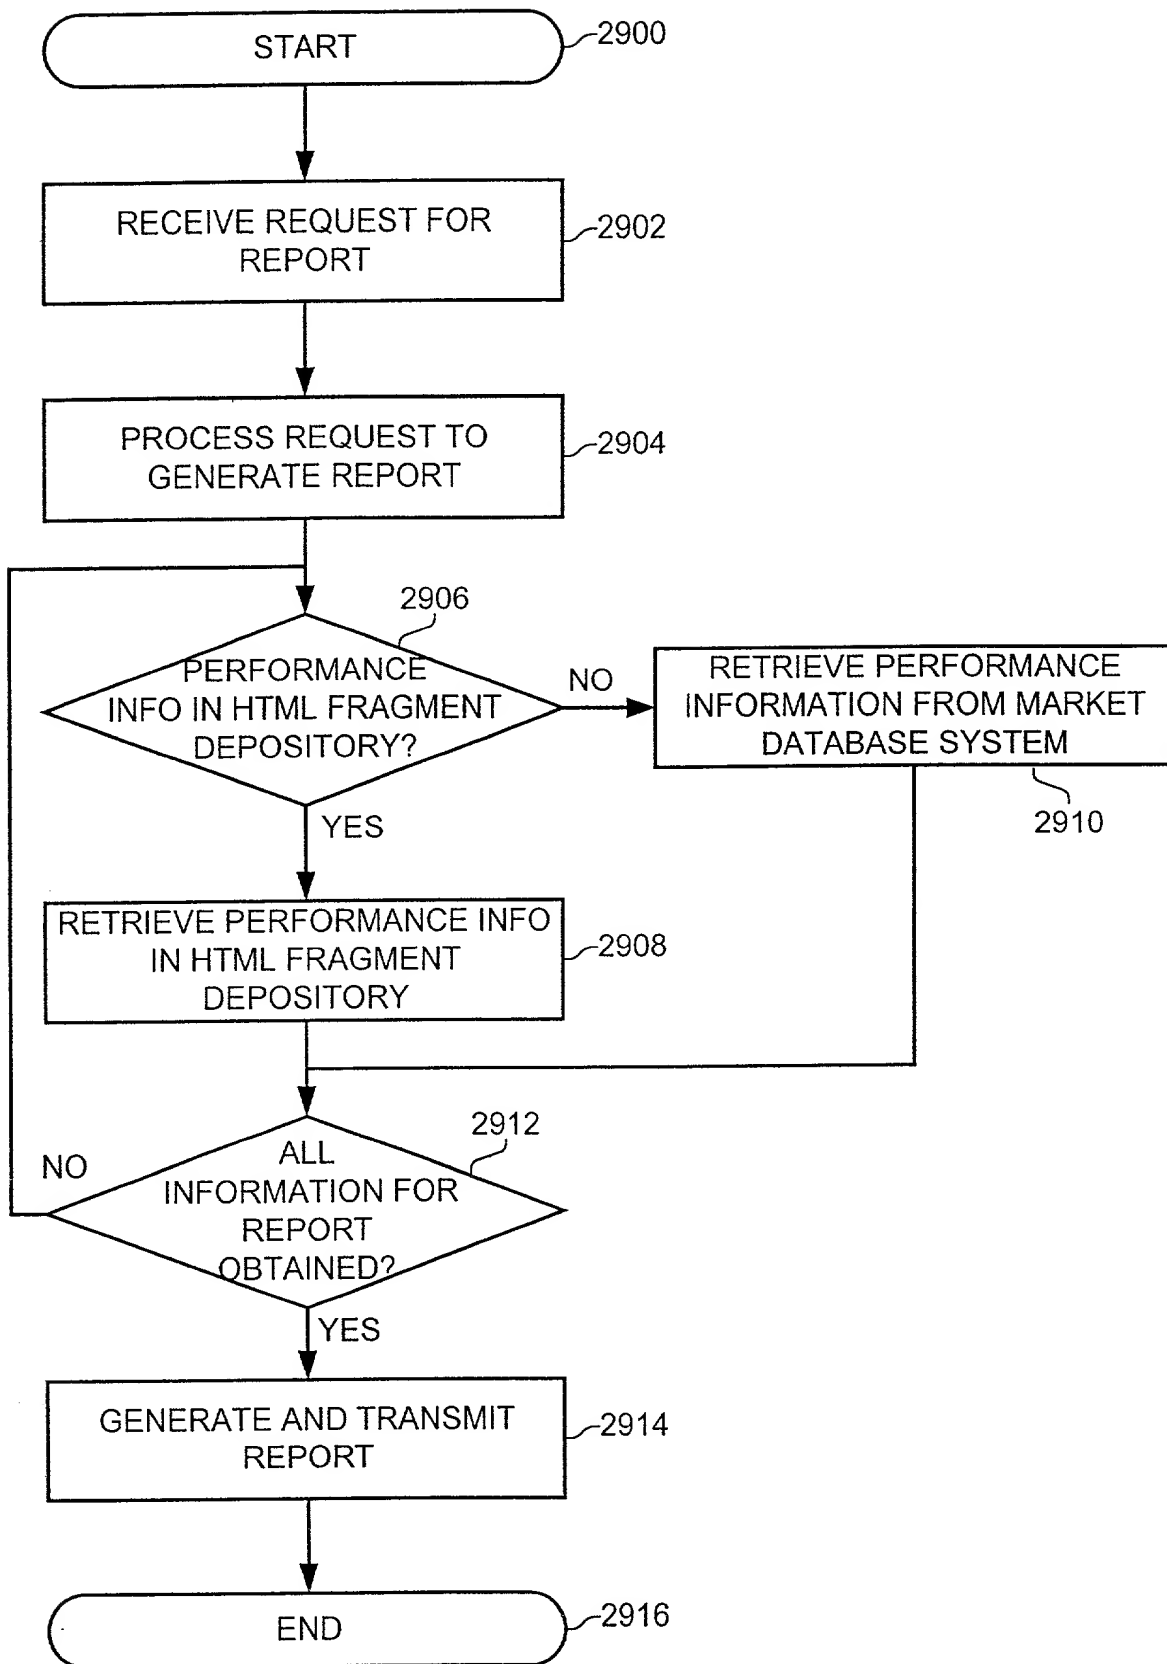 START
2900
RECEIVE REQUEST FOR
REPORT
2902
PROCESS REQUEST TO
GENERATE REPORT
2904
2906
PERFORMANCE
INFO IN HTML FRAGMENT
DEPOSITORY?
NO
RETRIEVE PERFORMANCE
INFORMATION FROM MARKET
DATABASE SYSTEM
2910
YES
RETRIEVE PERFORMANCE INFO
IN HTML FRAGMENT
DEPOSITORY
2908
2912
NO
ALL
INFORMATION FOR
REPORT
OBTAINED?
YES
GENERATE AND TRANSMIT
REPORT
2914
END
2916